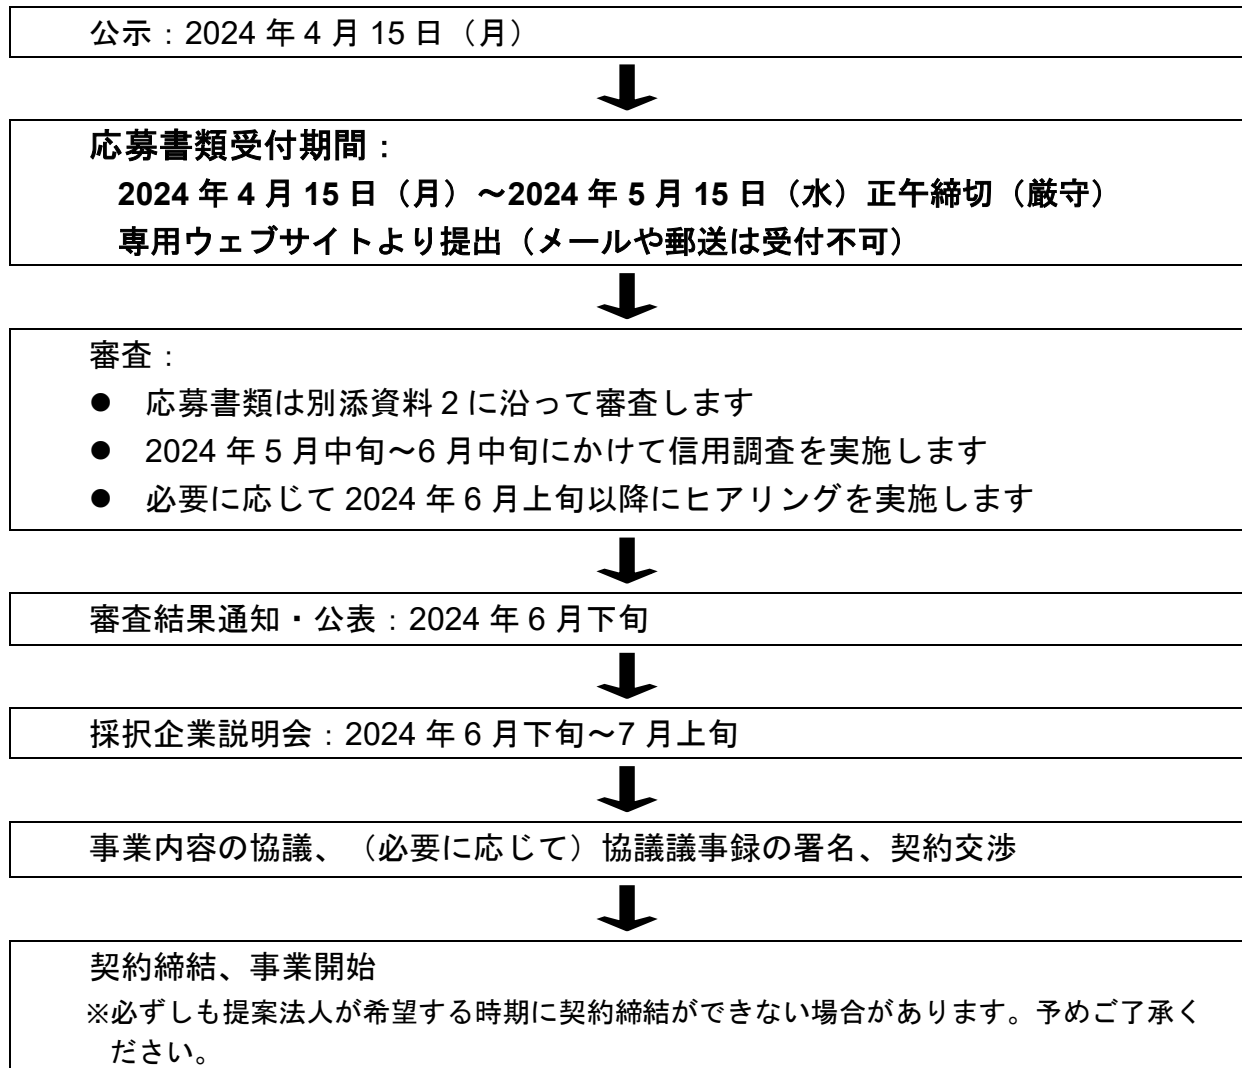 公示：2024 年 4 月 15 日（月）
応募書類受付期間：
2024 年 4 月 15 日（月）～2024 年 5 月 15 日（水）正午締切（厳守）
専用ウェブサイトより提出（メールや郵送は受付不可）
審査：
● 応募書類は別添資料 2 に沿って審査します
● 2024 年 5 月中旬～6 月中旬にかけて信用調査を実施します
● 必要に応じて 2024 年 6 月上旬以降にヒアリングを実施します
審査結果通知・公表：2024 年 6 月下旬
採択企業説明会：2024 年 6 月下旬～7 月上旬
事業内容の協議、（必要に応じて）協議議事録の署名、契約交渉
契約締結、事業開始
※必ずしも提案法人が希望する時期に契約締結ができない場合があります。予めご了承く
ださい。